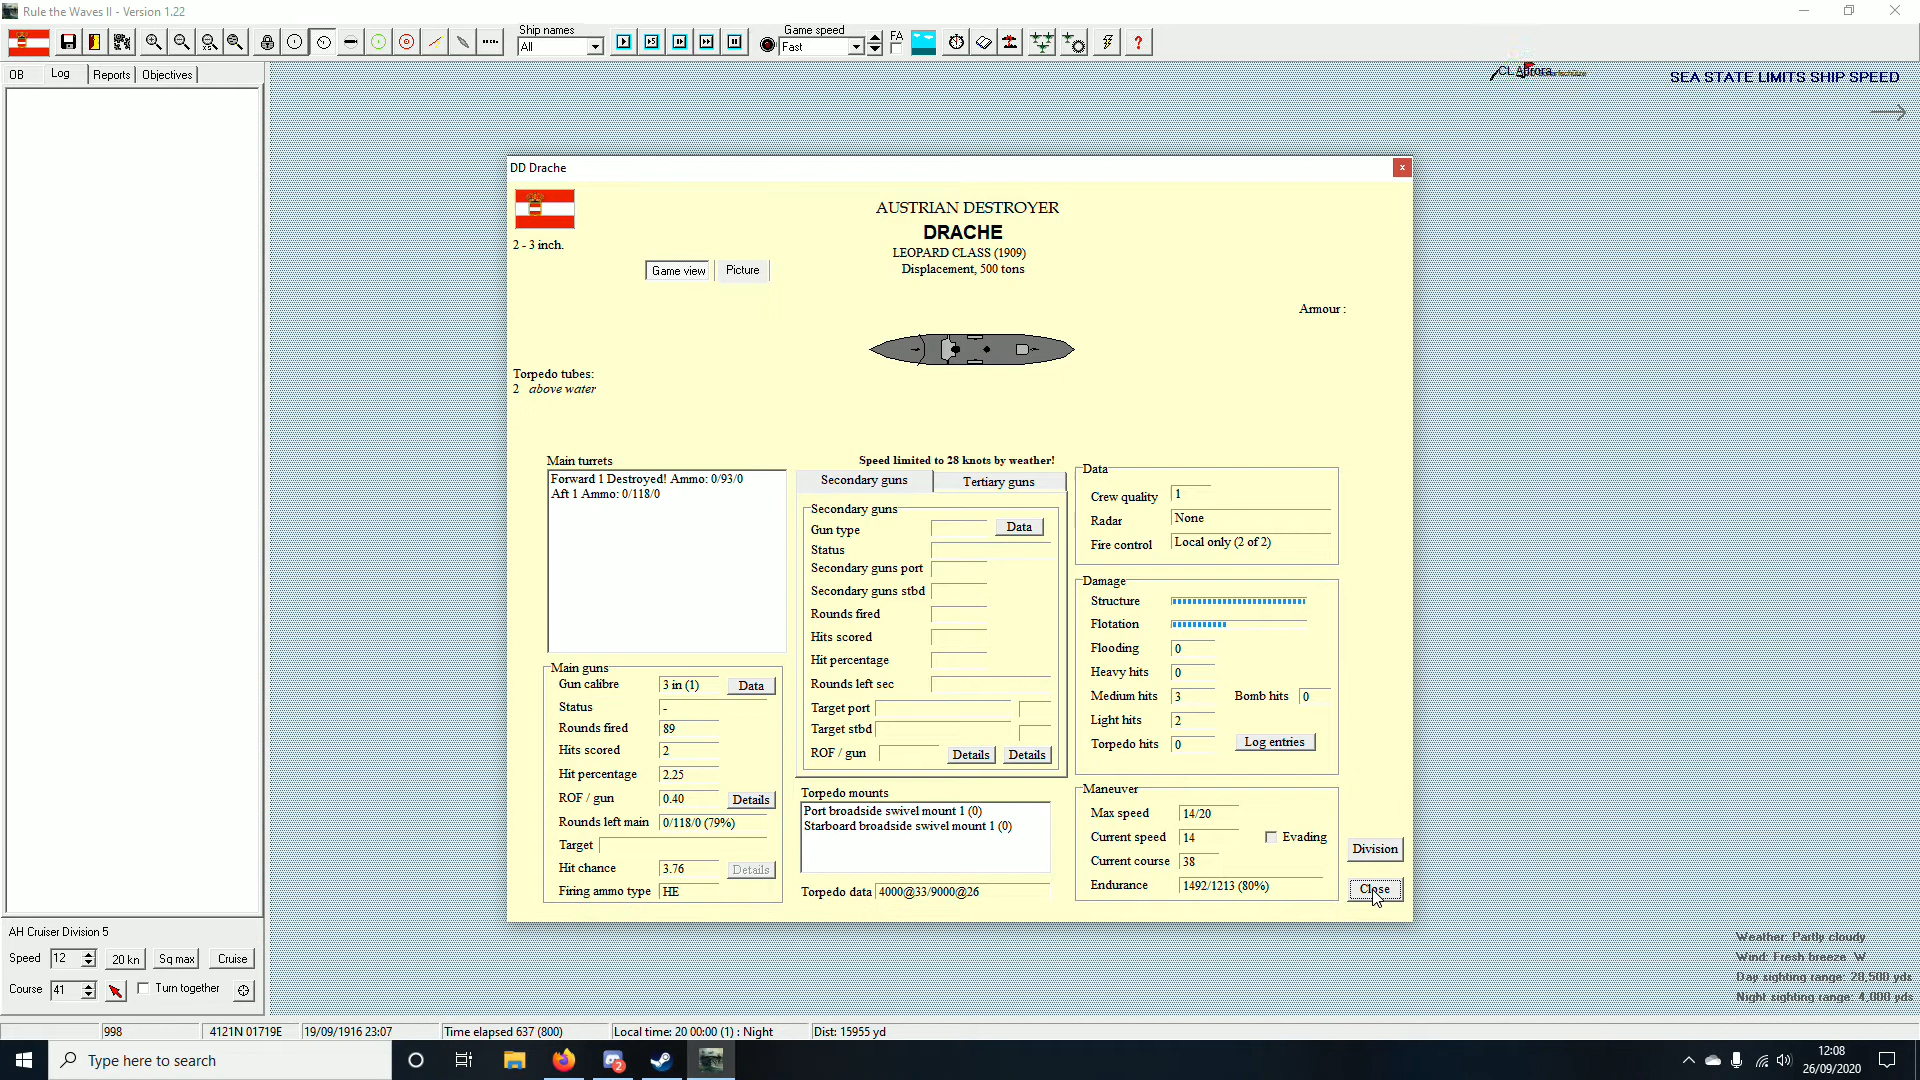 Rule the Waves II - Version 1.22
Ship names
All
Game speed
Fast
FA
OB
Log
Reports
Objectives
CL Aurora
SEA STATE LIMITS SHIP SPEED
DD Drache
AUSTRIAN DESTROYER
DRACHE
LEOPARD CLASS (1909)
Displacement, 500 tons
2 - 3 inch.
Game view
Picture
Armour :
Torpedo tubes:
2 above water
Main turrets
Forward 1 Destroyed! Ammo: 0/93/0
Aft 1 Ammo: 0/118/0
Speed limited to 28 knots by weather!
Secondary guns
Tertiary guns
Secondary guns
Gun type
Data
Status
Secondary guns port
Secondary guns stbd
Rounds fired
Hits scored
Hit percentage
Rounds left sec
Target port
Target stbd
ROF / gun
Details
Details
Data
Crew quality 1
Radar None
Fire control Local only (2 of 2)
Damage
Structure
Flotation
Flooding 0
Heavy hits 0
Medium hits 3 Bomb hits 0
Light hits 2
Torpedo hits 0 Log entries
Main guns
Gun calibre 3 in (1) Data
Status -
Rounds fired 89
Hits scored 2
Hit percentage 2.25
ROF / gun 0.40 Details
Rounds left main 0/118/0 (79%)
Target
Hit chance 3.76 Details
Firing ammo type HE
Torpedo mounts
Port broadside swivel mount 1 (0)
Starboard broadside swivel mount 1 (0)
Torpedo data 4000@33/9000@26
Maneuver
Max speed 14/20
Current speed 14 Evading
Current course 38
Endurance 1492/1213 (80%)
Division
Close
AH Cruiser Division 5
Speed 12 20 kn Sq max Cruise
Course 41 Turn together
Weather: Partly cloudy
Wind: Fresh breeze W
Day sighting range: 28,500 yds
Night sighting range: 4,000 yds
998
4121N 01719E
19/09/1916 23:07
Time elapsed 637 (800)
Local time: 20 00:00 (1) : Night
Dist: 15955 yd
Type here to search
2
12:08
26/09/2020